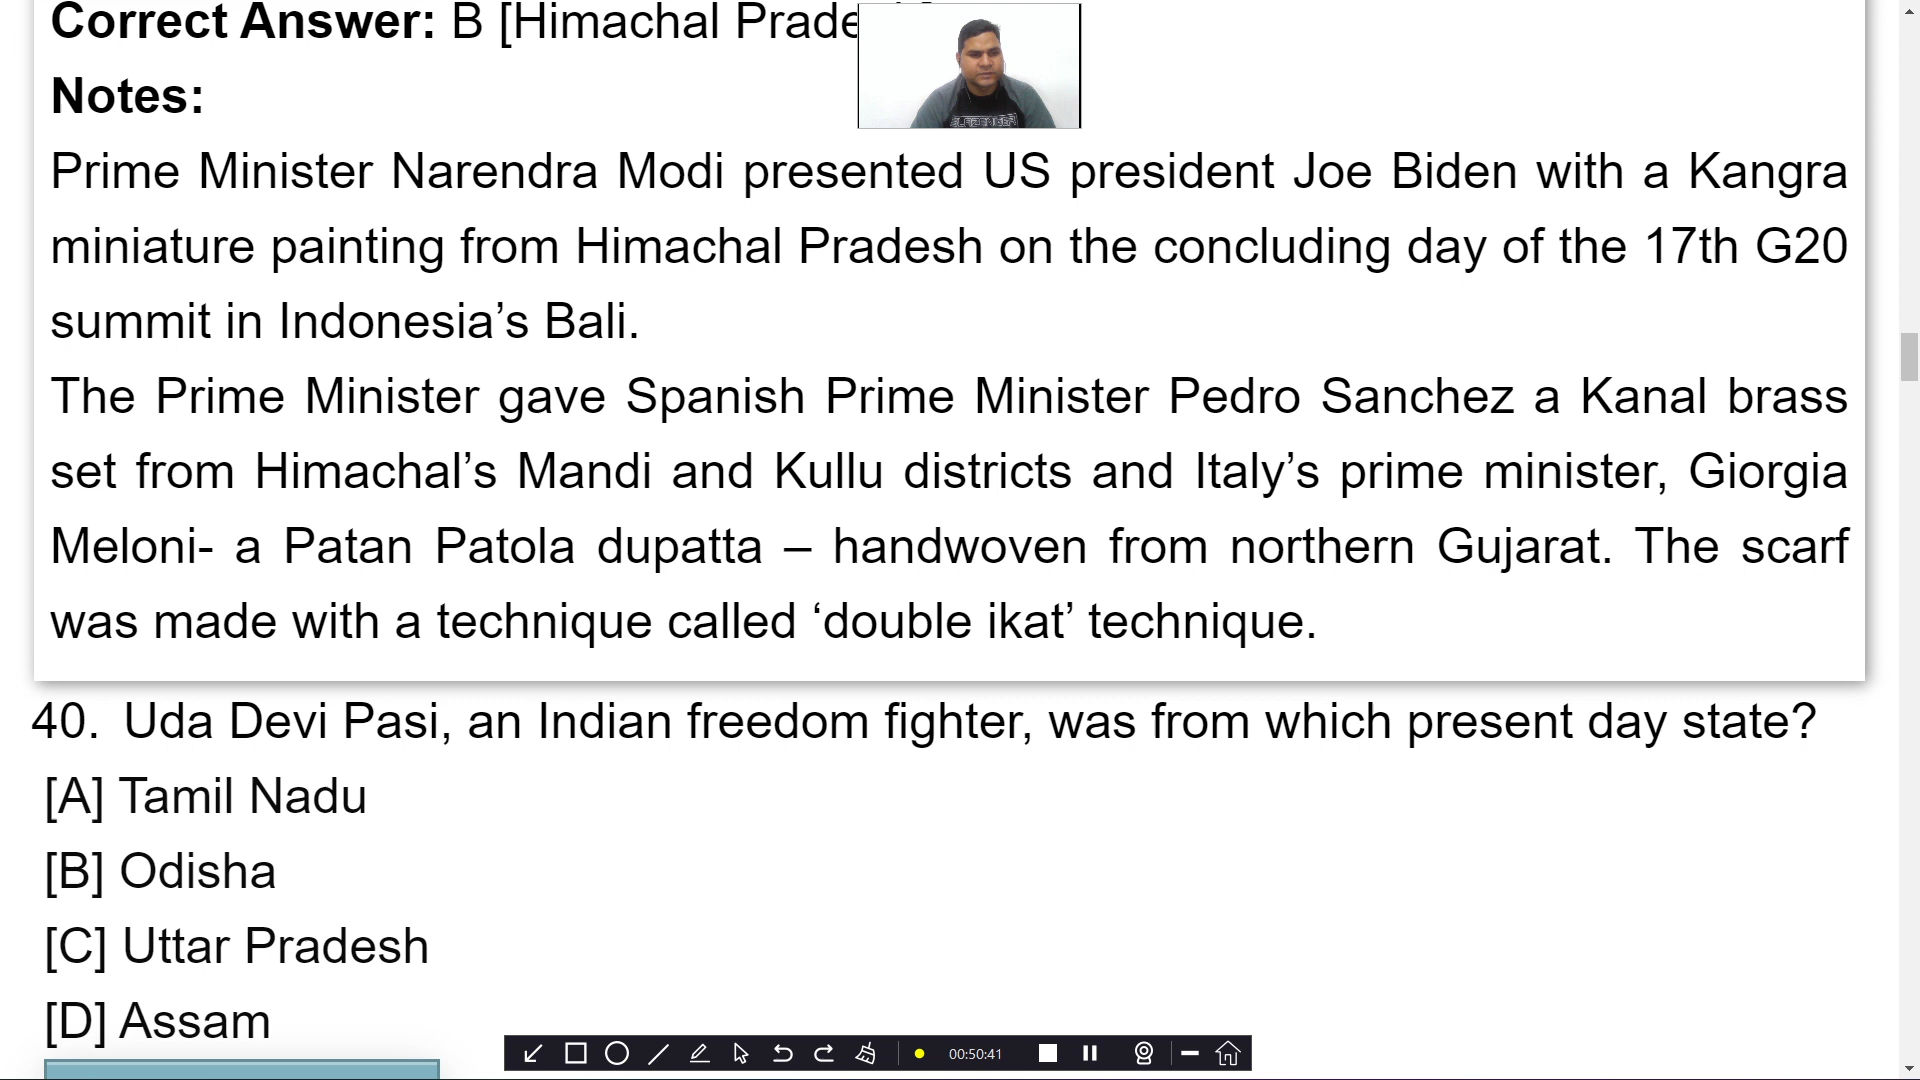 Correct Answer: B [Himachal Prade
Notes:
Prime Minister Narendra Modi presented US president Joe Biden with a Kangra
miniature painting from Himachal Pradesh on the concluding day of the 17th G20
summit in Indonesia’s Bali.
The Prime Minister gave Spanish Prime Minister Pedro Sanchez a Kanal brass
set from Himachal’s Mandi and Kullu districts and Italy’s prime minister, Giorgia
Meloni- a Patan Patola dupatta – handwoven from northern Gujarat. The scarf
was made with a technique called ‘double ikat’ technique.
40. Uda Devi Pasi, an Indian freedom fighter, was from which present day state?
[A] Tamil Nadu
[B] Odisha
[C] Uttar Pradesh
[D] Assam
00:50:41